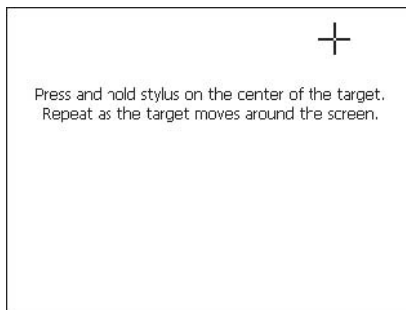 Press and hold stylus on the center of the target.
Repeat as the target moves around the screen.